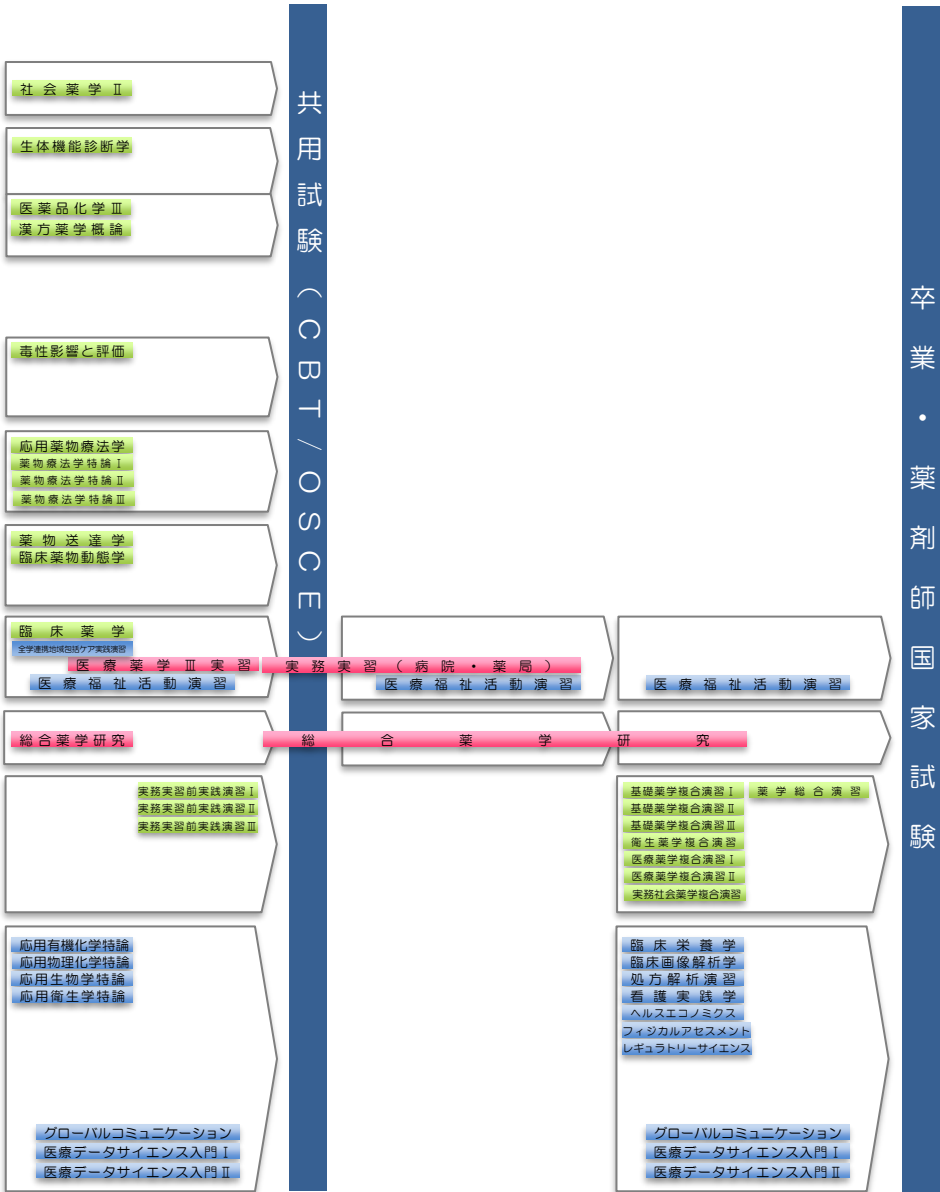 社会薬学Ⅱ
生体機能診断学
医薬品化学Ⅲ
漢方薬学概論
毒性影響と評価
応用薬物療法学
薬物療法学特論Ⅰ
薬物療法学特論Ⅱ
薬物療法学特論Ⅲ
薬物送達学
臨床薬物動態学
臨床薬学
全学連携地域包括ケア実践演習
医療薬学Ⅲ実習
医療福祉活動演習
総合薬学研究
実務実習前実践演習Ⅰ
実務実習前実践演習Ⅱ
実務実習前実践演習Ⅲ
応用有機化学特論
応用物理化学特論
応用生物学特論
応用衛生学特論
グローバルコミュニケーション
医療データサイエンス入門Ⅰ
医療データサイエンス入門Ⅱ
共用試験(CBT/OSCE)
実務実習(病院・薬局)
医療福祉活動演習
総合薬学研究
医療福祉活動演習
基礎薬学複合演習Ⅰ
薬学総合演習
基礎薬学複合演習Ⅱ
基礎薬学複合演習Ⅲ
衛生薬学複合演習
医療薬学複合演習Ⅰ
医療薬学複合演習Ⅱ
実務社会薬学複合演習
臨床栄養学
臨床画像解析学
処方解析演習
看護実践学
ヘルスエコノミクス
フィジカルアセスメント
レギュラトリーサイエンス
グローバルコミュニケーション
医療データサイエンス入門Ⅰ
医療データサイエンス入門Ⅱ
卒業・薬剤師国家試験